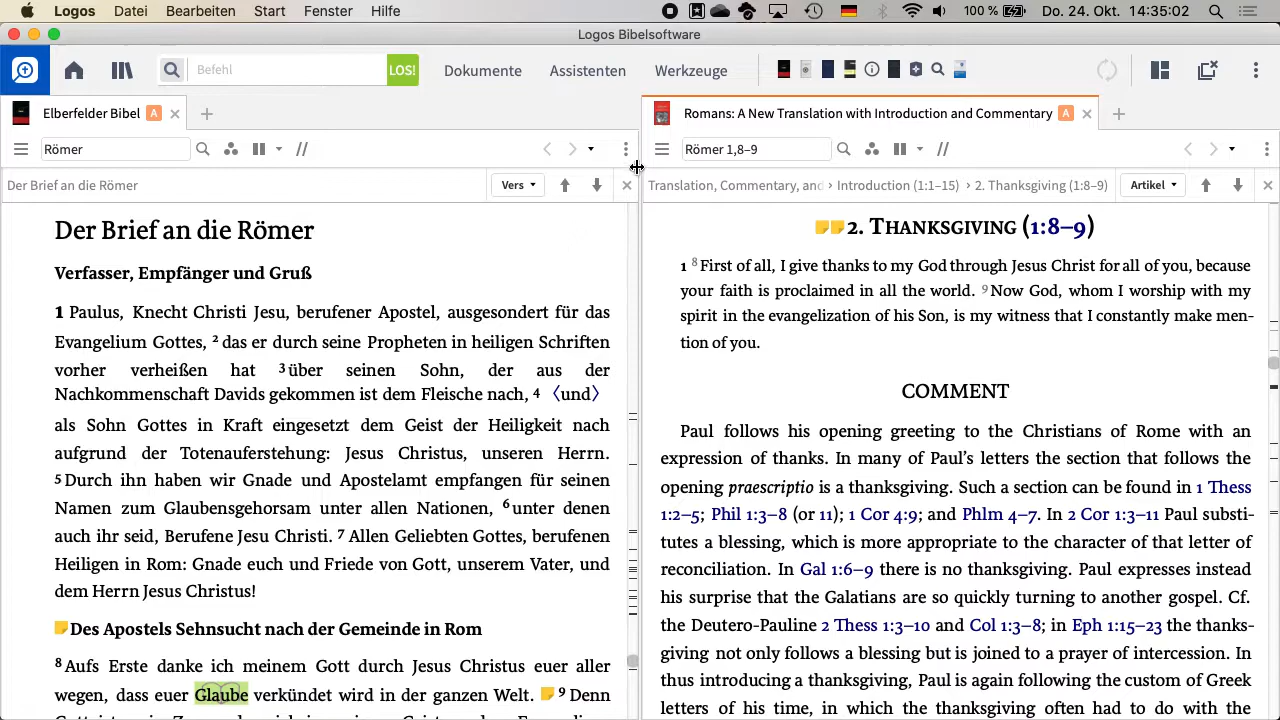 Logos Datei Bearbeiten Start Fenster Hilfe 100 % Do. 24. Okt. 14:35:02
Logos Bibelsoftware
Befehl LOS! Dokumente Assistenten Werkzeuge
Elberfelder Bibel A
Römer
Der Brief an die Römer Vers
Der Brief an die Römer
Verfasser, Empfänger und Gruß
1 Paulus, Knecht Christi Jesu, berufener Apostel, ausgesondert für das
Evangelium Gottes, 2 das er durch seine Propheten in heiligen Schriften
vorher verheißen hat 3 über seinen Sohn, der aus der
Nachkommenschaft Davids gekommen ist dem Fleische nach, 4 〈und〉
als Sohn Gottes in Kraft eingesetzt dem Geist der Heiligkeit nach
aufgrund der Totenauferstehung: Jesus Christus, unseren Herrn.
5 Durch ihn haben wir Gnade und Apostelamt empfangen für seinen
Namen zum Glaubensgehorsam unter allen Nationen, 6 unter denen
auch ihr seid, Berufene Jesu Christi. 7 Allen Geliebten Gottes, berufenen
Heiligen in Rom: Gnade euch und Friede von Gott, unserem Vater, und
dem Herrn Jesus Christus!
Des Apostels Sehnsucht nach der Gemeinde in Rom
8 Aufs Erste danke ich meinem Gott durch Jesus Christus euer aller
wegen, dass euer Glaube verkündet wird in der ganzen Welt. 9 Denn
Romans: A New Translation with Introduction and Commentary A
Römer 1,8–9
Translation, Commentary, and › Introduction (1:1–15) › 2. Thanksgiving (1:8–9) Artikel
2. THANKSGIVING (1:8–9)
1 8 First of all, I give thanks to my God through Jesus Christ for all of you, because
your faith is proclaimed in all the world. 9 Now God, whom I worship with my
spirit in the evangelization of his Son, is my witness that I constantly make men-
tion of you.
COMMENT
Paul follows his opening greeting to the Christians of Rome with an
expression of thanks. In many of Paul’s letters the section that follows the
opening praescriptio is a thanksgiving. Such a section can be found in 1 Thess
1:2–5; Phil 1:3–8 (or 11); 1 Cor 4:9; and Phlm 4–7. In 2 Cor 1:3–11 Paul substi-
tutes a blessing, which is more appropriate to the character of that letter of
reconciliation. In Gal 1:6–9 there is no thanksgiving. Paul expresses instead
his surprise that the Galatians are so quickly turning to another gospel. Cf.
the Deutero-Pauline 2 Thess 1:3–10 and Col 1:3–8; in Eph 1:15–23 the thanks-
giving not only follows a blessing but is joined to a prayer of intercession. In
thus introducing a thanksgiving, Paul is again following the custom of Greek
letters of his time, in which the thanksgiving often had to do with the